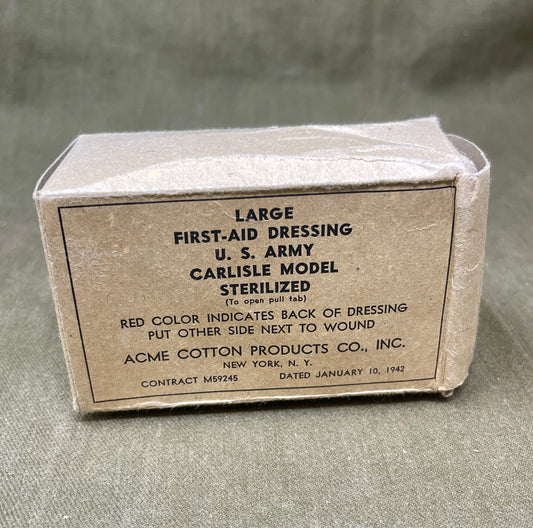 LARGE
FIRST-AID DRESSING
U. S. ARMY
CARLISLE MODEL
STERILIZED
(To open pull tab)
RED COLOR INDICATES BACK OF DRESSING
PUT OTHER SIDE NEXT TO WOUND
ACME COTTON PRODUCTS CO., INC.
NEW YORK, N. Y.
CONTRACT M59245 DATED JANUARY 10, 1942